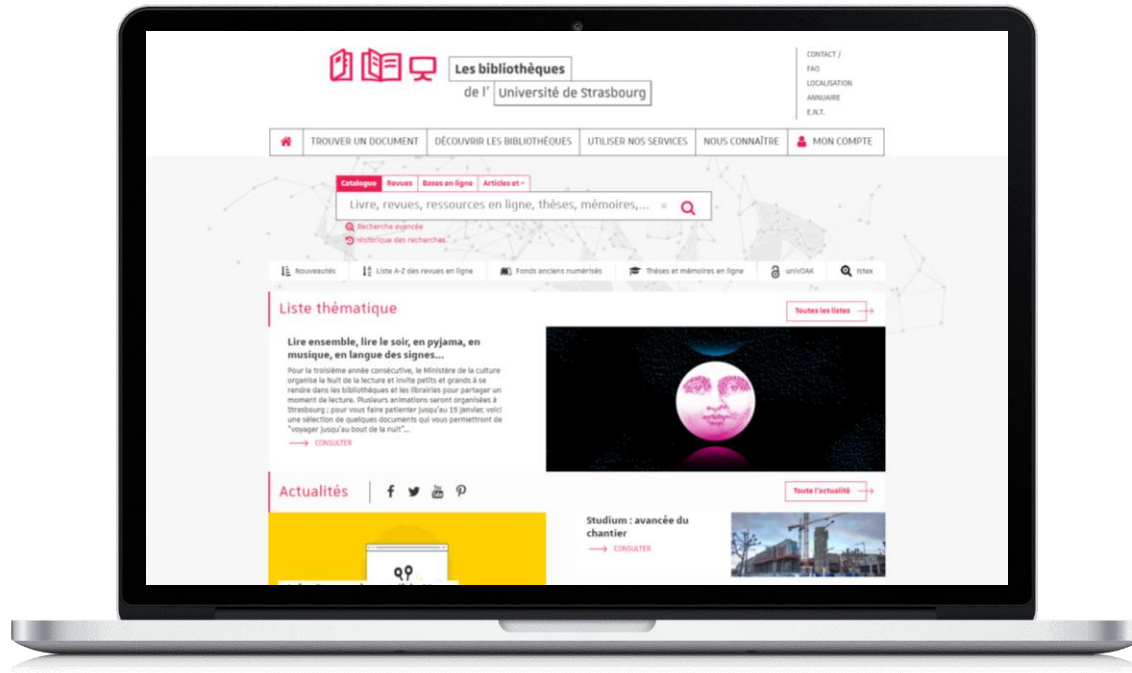 Les bibliothèques
de l' Université de Strasbourg
CONTACT /
FAQ
LOCALISATION
ANNUAIRE
E.N.T.
TROUVER UN DOCUMENT
DÉCOUVRIR LES BIBLIOTHÈQUES
UTILISER NOS SERVICES
NOUS CONNAÎTRE
MON COMPTE
Catalogue
Revues
Bases en ligne
Articles et +
Livre, revues, ressources en ligne, thèses, mémoires,... ×
Recherche avancée
Historique des recherches
Nouveautés
Liste A-Z des revues en ligne
Fonds anciens numérisés
Thèses et mémoires en ligne
univOAK
Istex
Liste thématique
Toutes les listes
Lire ensemble, lire le soir, en pyjama, en
musique, en langue des signes...
Pour la troisième année consécutive, le Ministère de la culture
organise la Nuit de la lecture et invite petits et grands à se
rendre dans les bibliothèques et les librairies pour partager un
moment de lecture. Plusieurs animations seront organisées à
Strasbourg ; pour vous faire patienter jusqu'au 19 janvier, voici
une sélection de quelques documents qui vous permettront de
"voyager jusqu'au bout de la nuit"...
CONSULTER
Actualités
Toute l'actualité
Studium : avancée du
chantier
CONSULTER